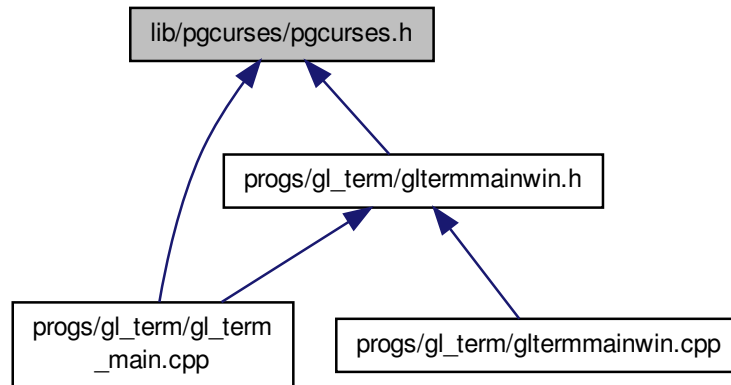 lib/pgcurses/pgcurses.h
progs/gl_term/gltermmainwin.h
progs/gl_term/gl_term
_main.cpp
progs/gl_term/gltermmainwin.cpp